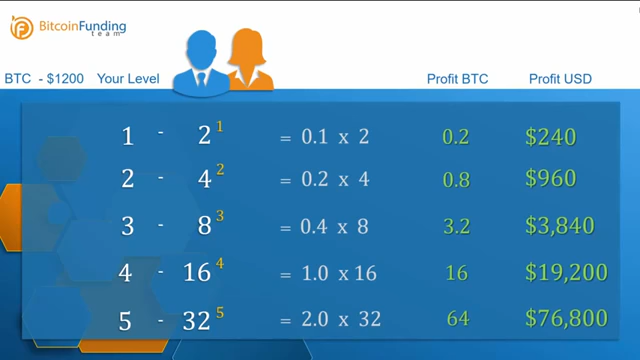 BitcoinFunding
team
BTC - $1200 Your Level Profit BTC Profit USD
1 - 2¹ = 0.1 x 2 0.2 $240
2 - 4² = 0.2 x 4 0.8 $960
3 - 8³ = 0.4 x 8 3.2 $3,840
4 - 16⁴ = 1.0 x 16 16 $19,200
5 - 32⁵ = 2.0 x 32 64 $76,800